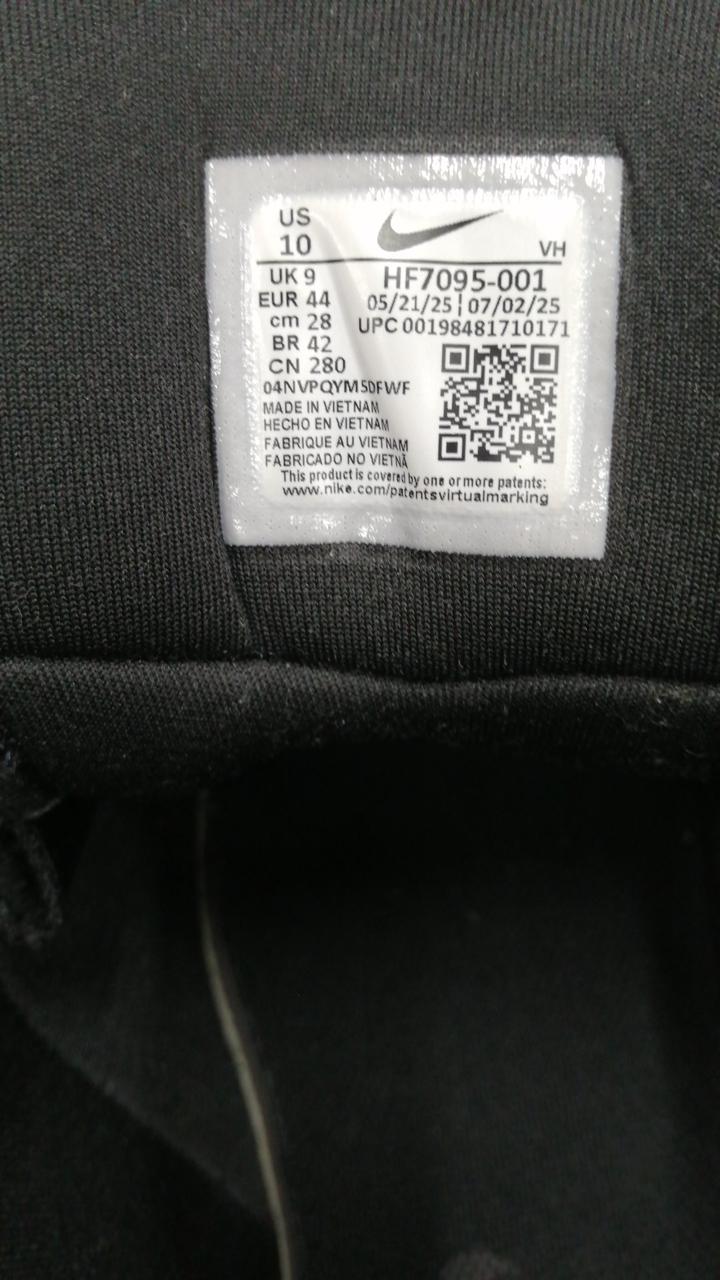 US
10
VH
UK 9
HF7095-001
EUR 44
05/21/25 | 07/02/25
cm 28
UPC 00198481710171
BR 42
CN 280
04NVPQYM5DFWF
MADE IN VIETNAM
HECHO EN VIETNAM
FABRIQUE AU VIETNAM
FABRICADO NO VIETNÃ
This product is covered by one or more patents:
www.nike.com/patentsvirtualmarking